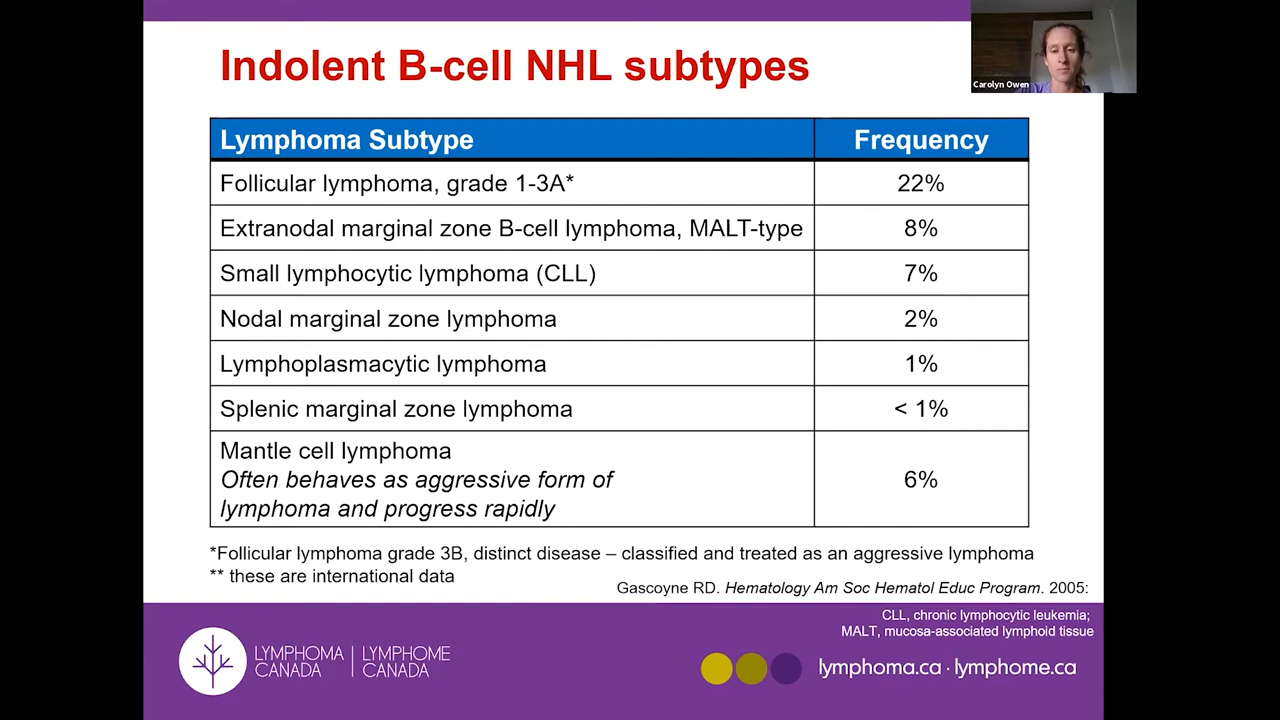 Indolent B-cell NHL subtypes
Carolyn Owen
Lymphoma Subtype Frequency
Follicular lymphoma, grade 1-3A* 22%
Extranodal marginal zone B-cell lymphoma, MALT-type 8%
Small lymphocytic lymphoma (CLL) 7%
Nodal marginal zone lymphoma 2%
Lymphoplasmacytic lymphoma 1%
Splenic marginal zone lymphoma < 1%
Mantle cell lymphoma
Often behaves as aggressive form of 6%
lymphoma and progress rapidly
*Follicular lymphoma grade 3B, distinct disease – classified and treated as an aggressive lymphoma
** these are international data
Gascoyne RD. Hematology Am Soc Hematol Educ Program. 2005:
CLL, chronic lymphocytic leukemia;
MALT, mucosa-associated lymphoid tissue
LYMPHOMA | LYMPHOME
CANADA | CANADA
lymphoma.ca · lymphome.ca